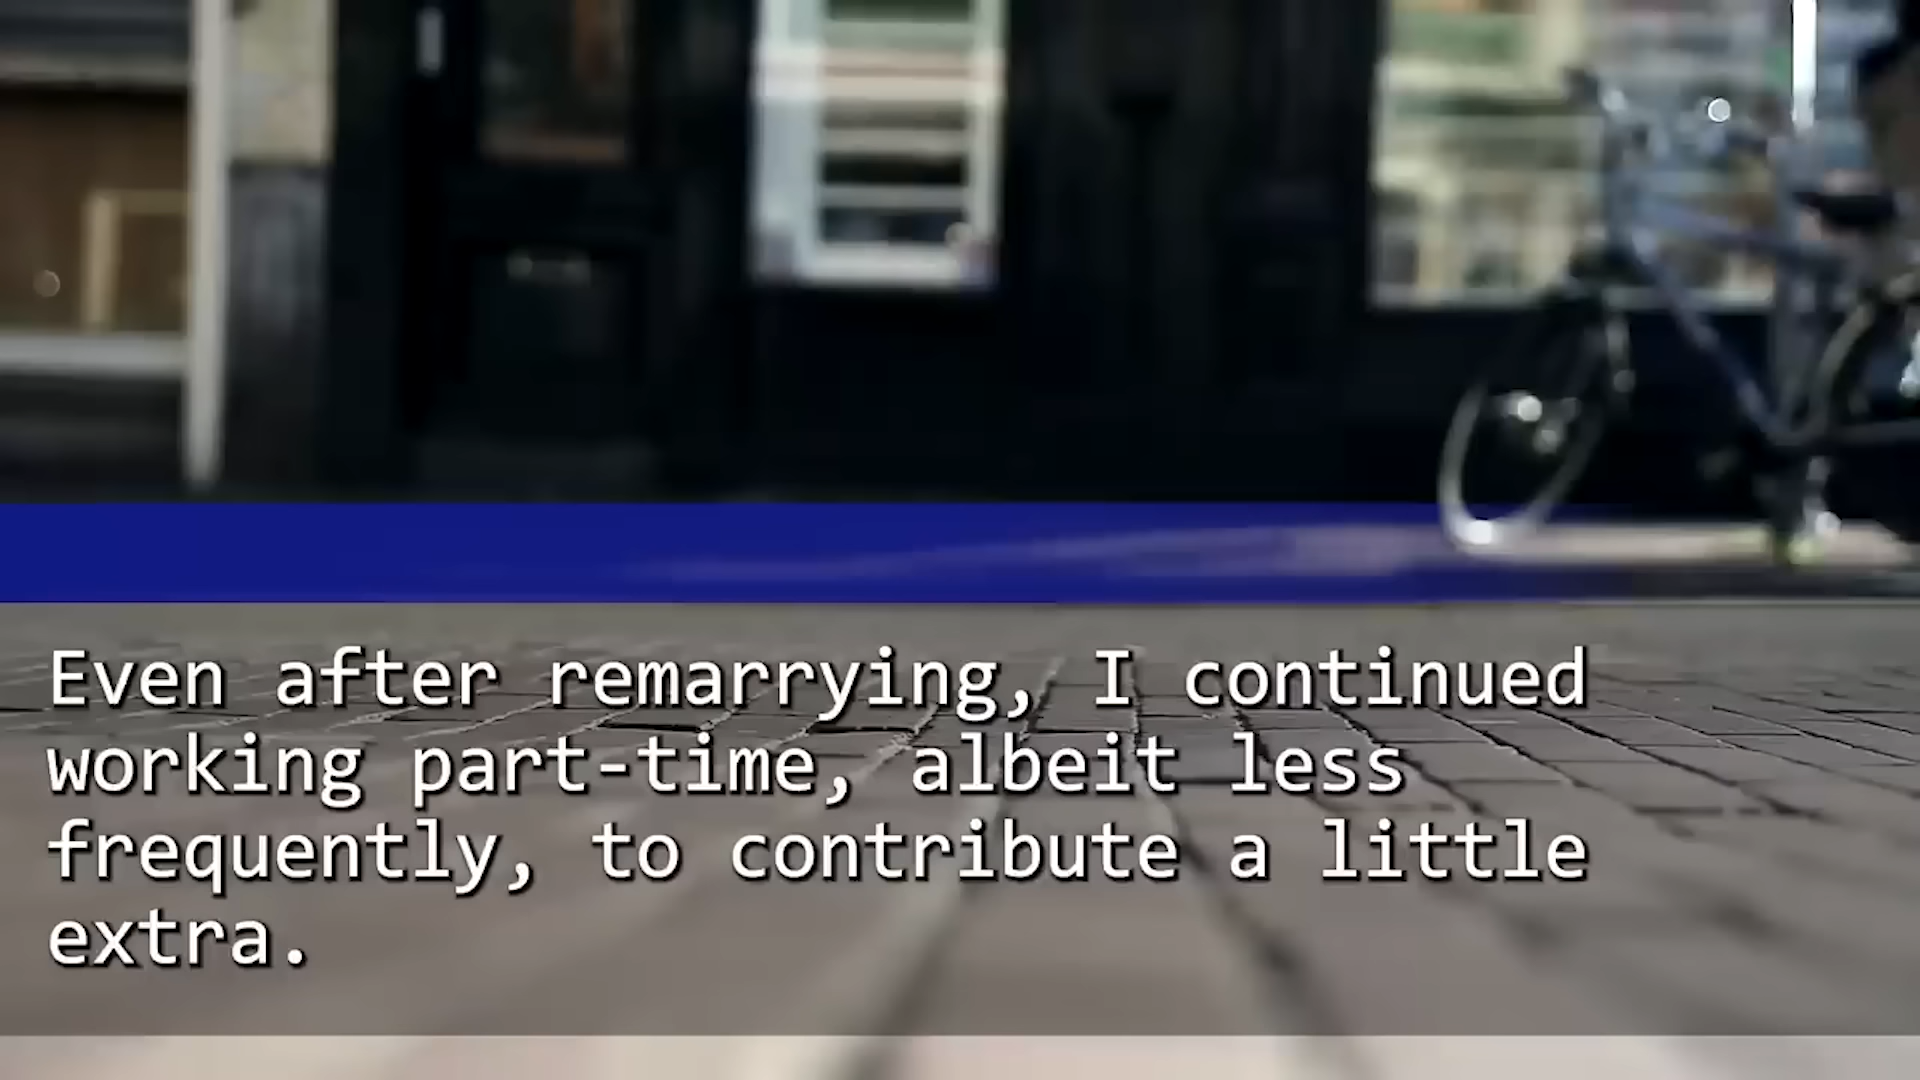 Even after remarrying, I continued
working part-time, albeit less
frequently, to contribute a little
extra.